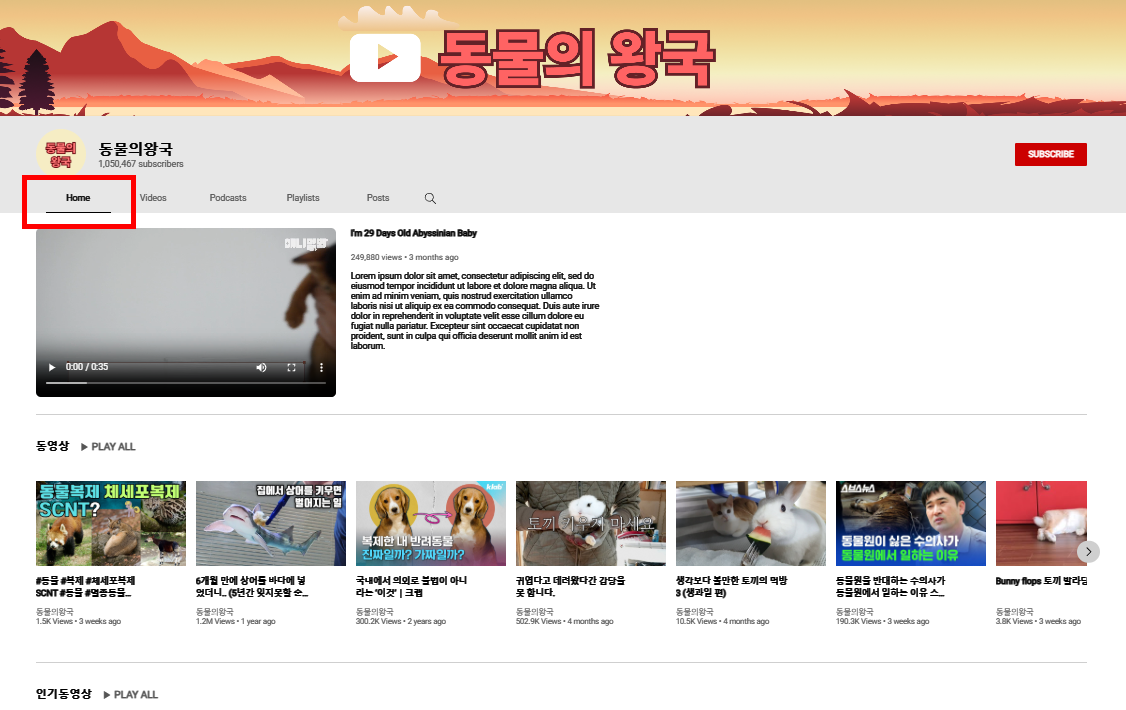 동물의 왕국
동물의 왕국
동물의왕국
1,050,467 subscribers
SUBSCRIBE
Home Videos Podcasts Playlists Posts
애니멀봐
I'm 29 Days Old Abyssinian Baby
249,880 views • 3 months ago
Lorem ipsum dolor sit amet, consectetur adipiscing elit, sed do
eiusmod tempor incididunt ut labore et dolore magna aliqua. Ut
enim ad minim veniam, quis nostrud exercitation ullamco
laboris nisi ut aliquip ex ea commodo consequat. Duis aute irure
dolor in reprehenderit in voluptate velit esse cillum dolore eu
fugiat nulla pariatur. Excepteur sint occaecat cupidatat non
proident, sunt in culpa qui officia deserunt mollit anim id est
laborum.
0:00 / 0:35
동영상 ▶ PLAY ALL
동물복제 체세포복제
SCNT?
집에서 상어를 키우면
벌어지는 일
klab
복제한 내 반려동물
진짜일까? 가짜일까?
토끼 키우지 마세요
스브스뉴스
동물원이 싫은 수의사가
동물원에서 일하는 이유
#동물 #복제 #체세포복제
SCNT #동물 #멸종동물...
동물의왕국
1.5K Views • 3 weeks ago
6개월 만에 상어를 바다에 넣
었더니.. (5년간 잊지못할 순...
동물의왕국
1.2M Views • 1 year ago
국내에서 의외로 불법이 아니
라는 '이것' | 크랩
동물의왕국
300.2K Views • 2 years ago
귀엽다고 데려왔다간 감당을
못 합니다.
동물의왕국
502.9K Views • 4 months ago
생각보다 볼만한 토끼의 먹방
3 (생과일 편)
동물의왕국
10.5K Views • 4 months ago
동물원을 반대하는 수의사가
동물원에서 일하는 이유 스...
동물의왕국
190.3K Views • 3 weeks ago
Bunny flops 토끼 발라당
동물의왕국
3.8K Views • 3 weeks ago
인기동영상 ▶ PLAY ALL